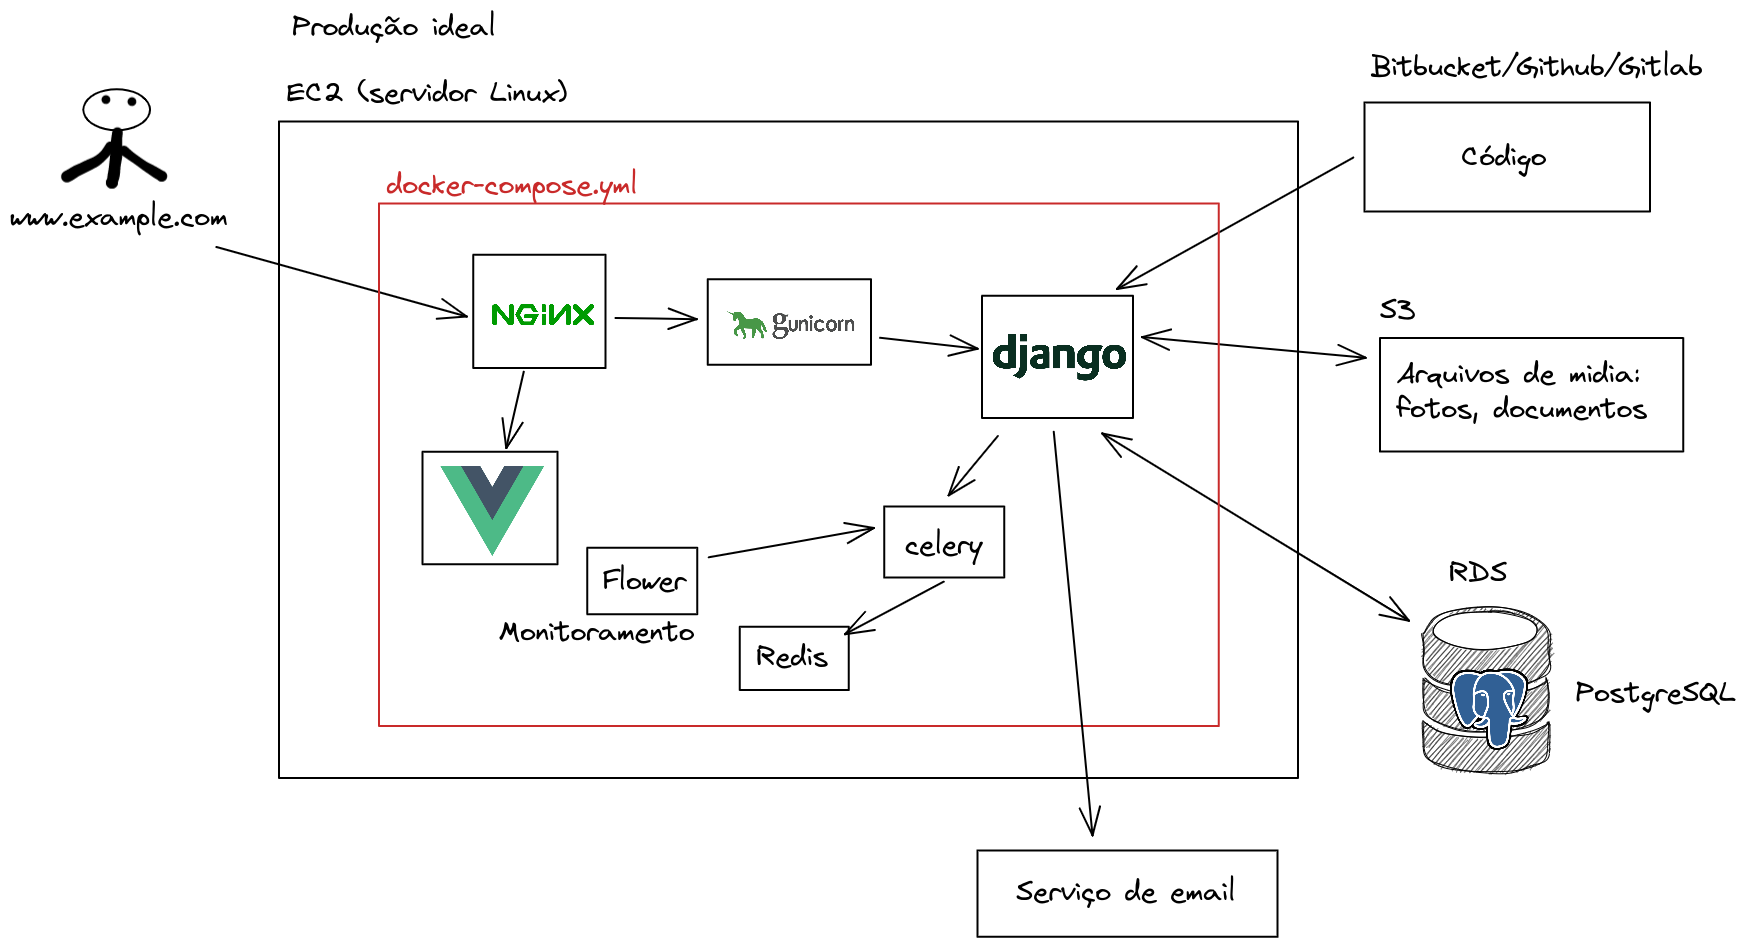 Produção ideal
EC2 (servidor Linux)
www.example.com
docker-compose.yml
NGiNX
gunicorn
django
Flower
Monitoramento
celery
Redis
Bitbucket/Github/Gitlab
Código
S3
Arquivos de midia:
fotos, documentos
RDS
PostgreSQL
Serviço de email